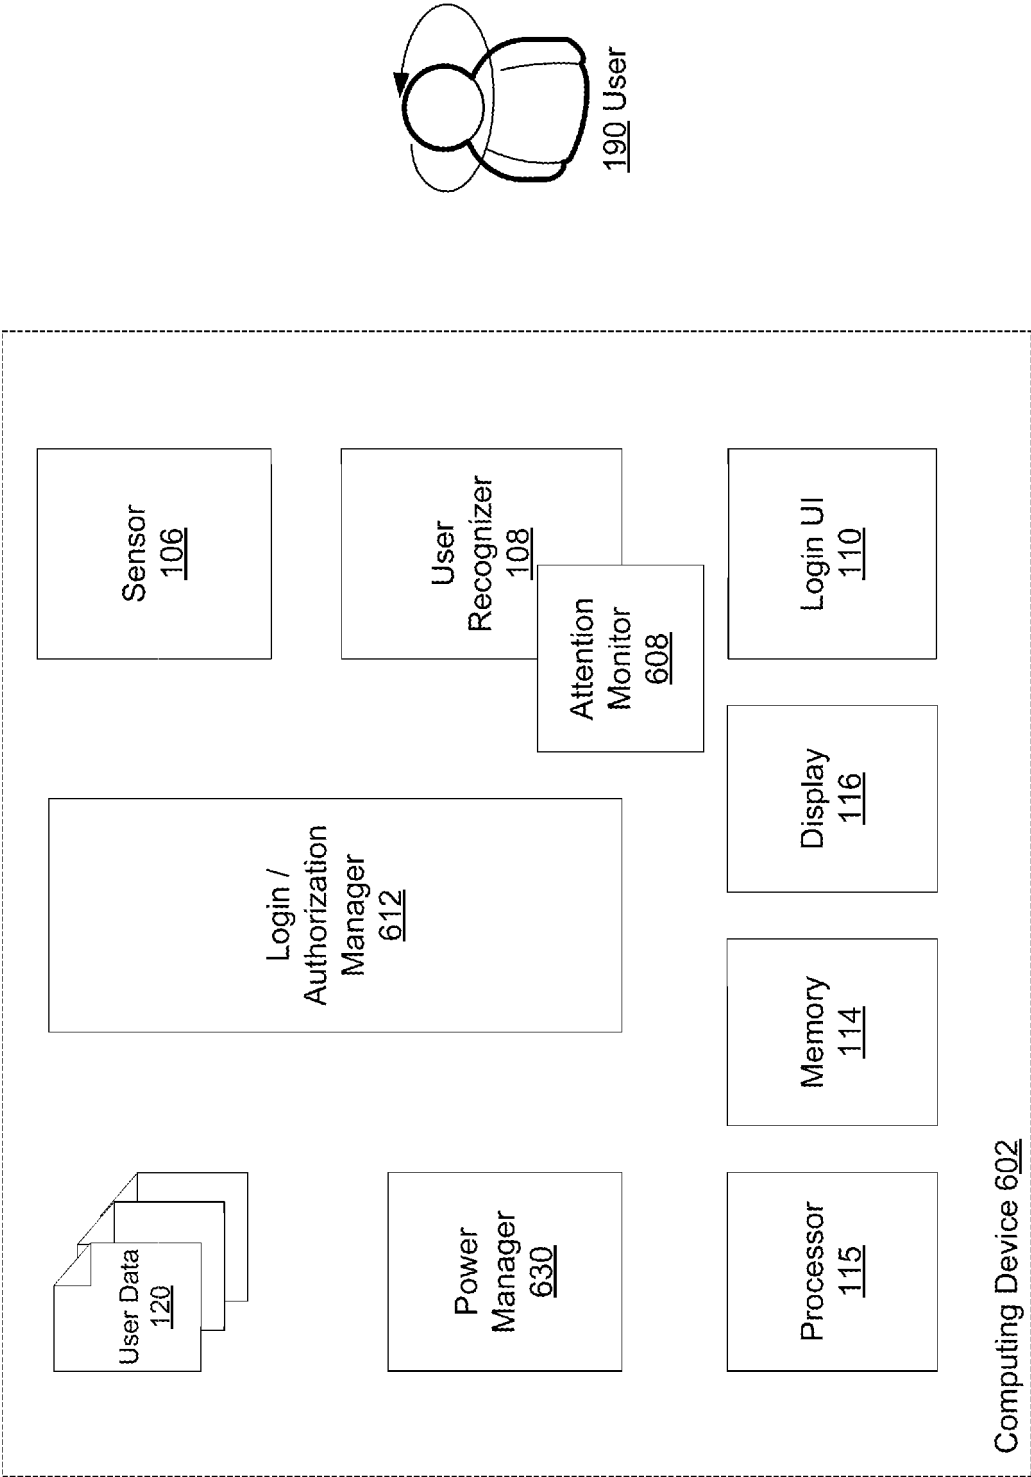 User Data
120
Login /
Authorization
Manager
612
Sensor
106
Power
Manager
630
User
Recognizer
108
Attention
Monitor
608
Processor
115
Memory
114
Display
116
Login UI
110
Computing Device 602
190 User